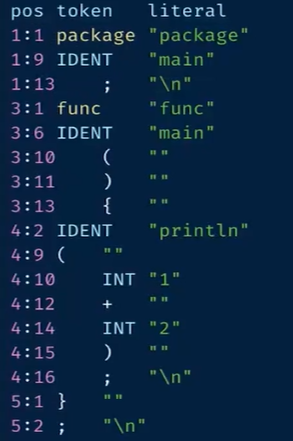 pos token literal
1:1 package "package"
1:9 IDENT "main"
1:13 ; "\n"
3:1 func "func"
3:6 IDENT "main"
3:10 ( ""
3:11 ) ""
3:13 { ""
4:2 IDENT "println"
4:9 ( ""
4:10 INT "1"
4:12 + ""
4:14 INT "2"
4:15 ) ""
4:16 ; "\n"
5:1 } ""
5:2 ; "\n"